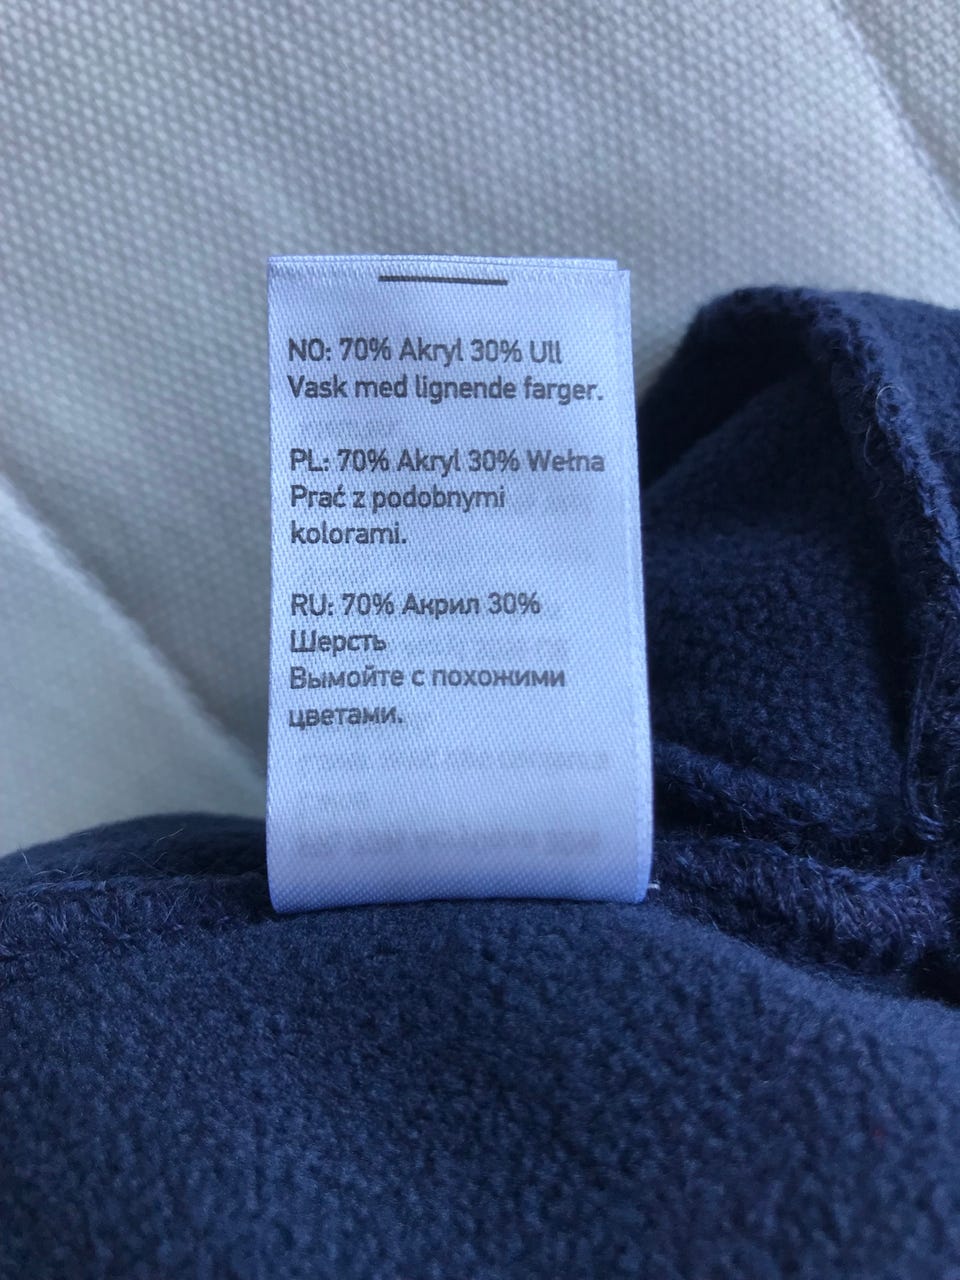 NO: 70% Akryl 30% Ull
Vask med lignende farger.
PL: 70% Akryl 30% Wełna
Prać z podobnymi
kolorami.
RU: 70% Акрил 30%
Шерсть
Вымойте с похожими
цветами.